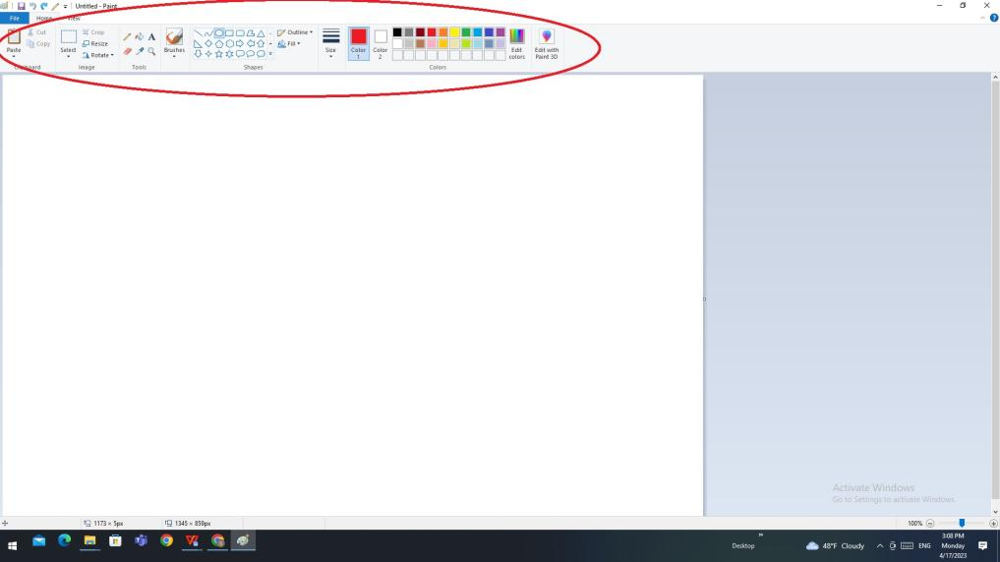 Untitled - Paint
File Home View
Paste
Cut
Copy
Clipboard
Select
Crop
Resize
Rotate
Image
A
Tools
Brushes
Outline
Fill
Shapes
Size
Color
1
Color
2
Edit
colors
Colors
Edit with
Paint 3D
Activate Windows
Go to Settings to activate Windows.
1173 × 5px 1345 × 859px 100%
Desktop
48°F Cloudy
ENG
3:08 PM
Monday
4/17/2023